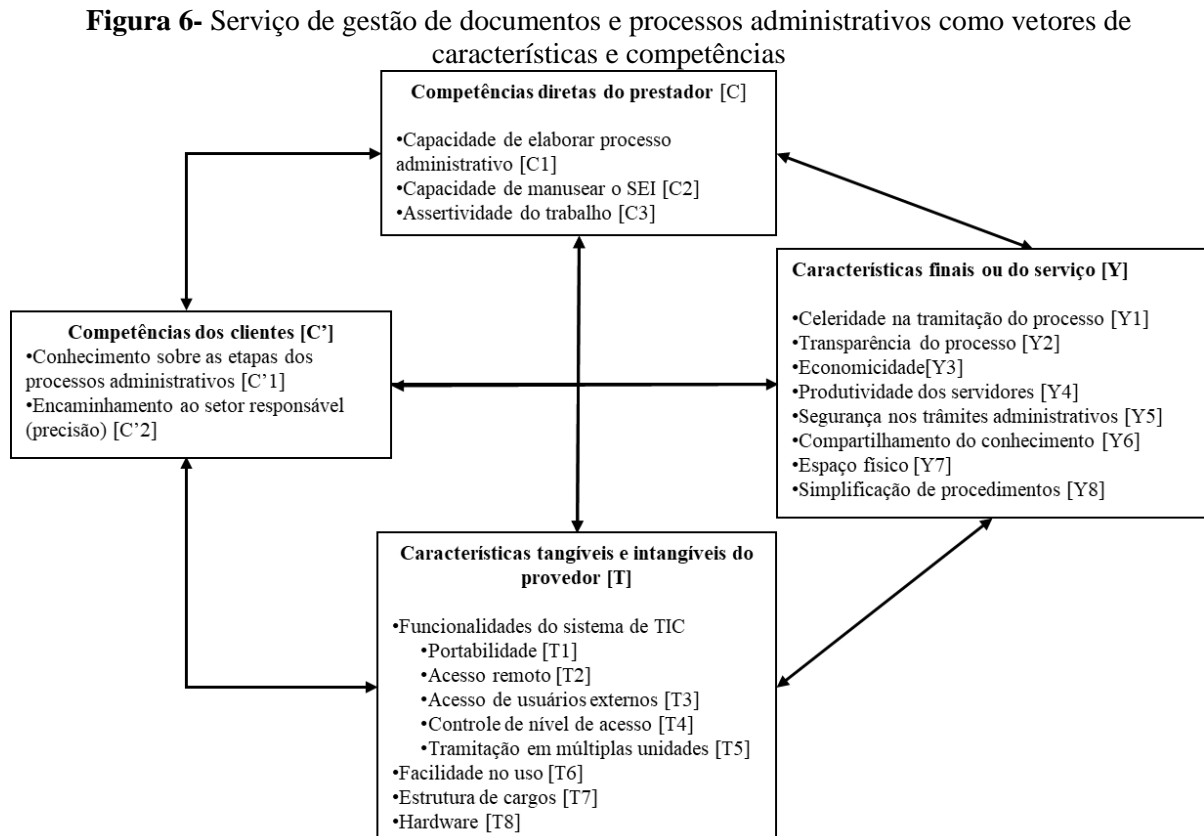 Figura 6- Serviço de gestão de documentos e processos administrativos como vetores de
características e competências
Competências diretas do prestador [C]
•Capacidade de elaborar processo
administrativo [C1]
•Capacidade de manusear o SEI [C2]
•Assertividade do trabalho [C3]
Competências dos clientes [C’]
•Conhecimento sobre as etapas dos
processos administrativos [C’1]
•Encaminhamento ao setor responsável
(precisão) [C’2]
Características finais ou do serviço [Y]
•Celeridade na tramitação do processo [Y1]
•Transparência do processo [Y2]
•Economicidade[Y3]
•Produtividade dos servidores [Y4]
•Segurança nos trâmites administrativos [Y5]
•Compartilhamento do conhecimento [Y6]
•Espaço físico [Y7]
•Simplificação de procedimentos [Y8]
Características tangíveis e intangíveis do
provedor [T]
•Funcionalidades do sistema de TIC
•Portabilidade [T1]
•Acesso remoto [T2]
•Acesso de usuários externos [T3]
•Controle de nível de acesso [T4]
•Tramitação em múltiplas unidades [T5]
•Facilidade no uso [T6]
•Estrutura de cargos [T7]
•Hardware [T8]